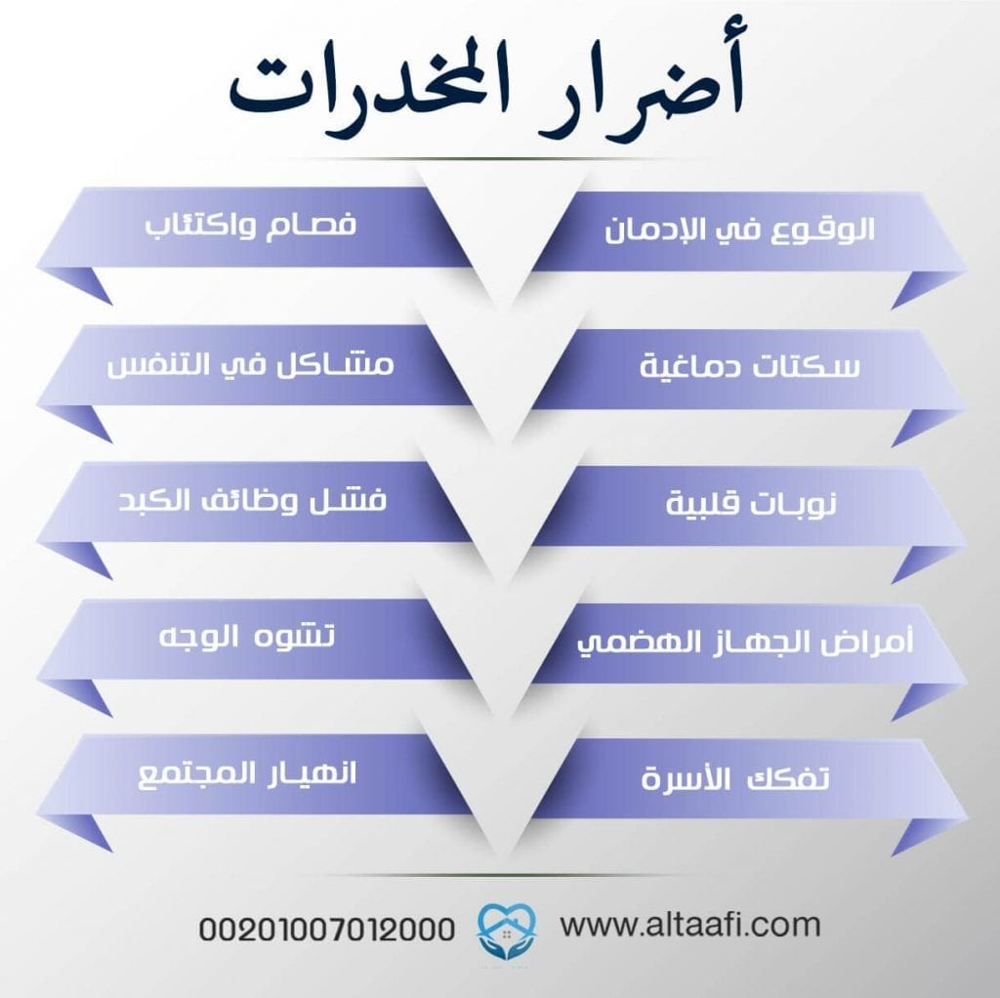 أضرار المخدرات
الوقوع في الإدمان
فصام واكتئاب
سكتات دماغية
مشاكل في التنفس
نوبات قلبية
فشل وظائف الكبد
أمراض الجهاز الهضمي
تشوه الوجه
تفكك الأسرة
انهيار المجتمع
www.altaafi.com
00201007012000